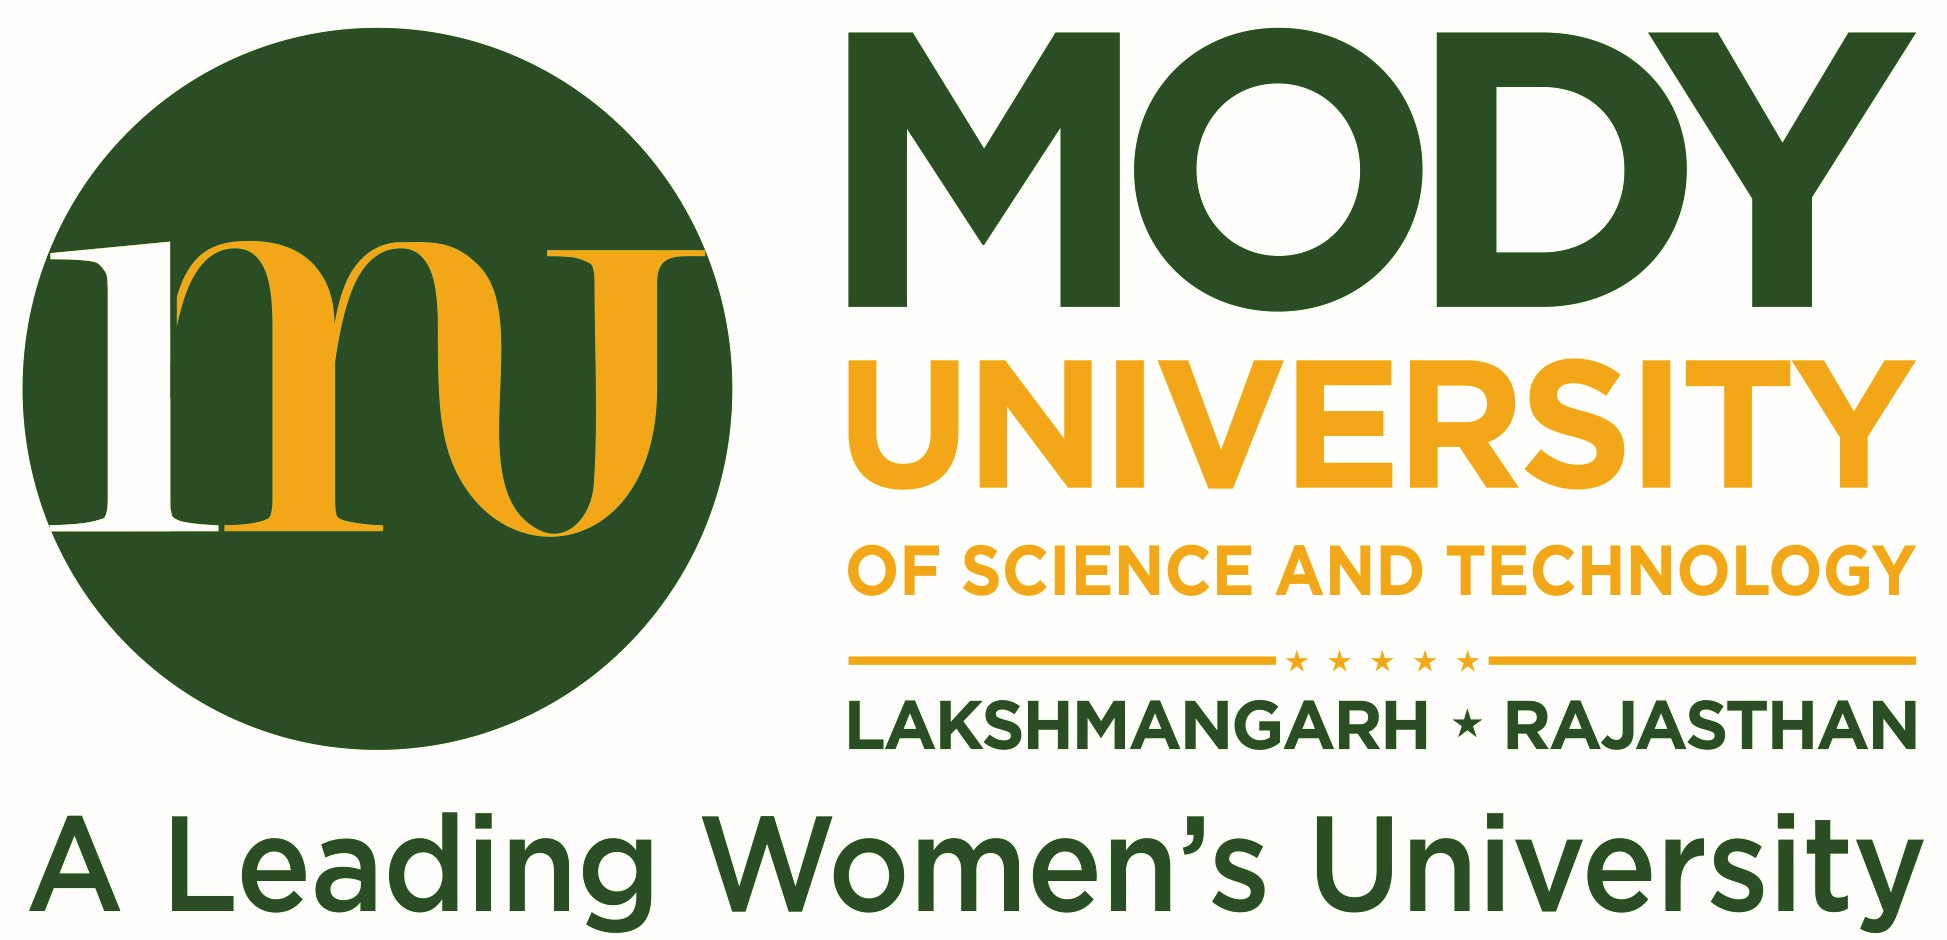 mu
MODY
UNIVERSITY
OF SCIENCE AND TECHNOLOGY
LAKSHMANGARH ★ RAJASTHAN
A Leading Women’s University